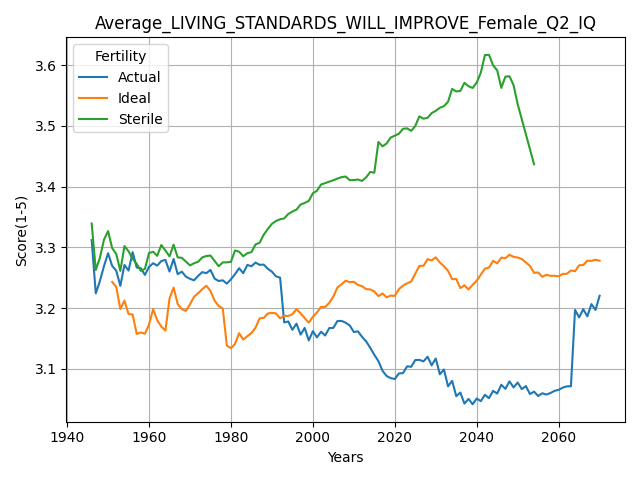 Average_LIVING_STANDARDS_WILL_IMPROVE_Female_Q2_IQ
Fertility
Actual
Ideal
Sterile
Score(1-5)
3.6
3.5
3.4
3.3
3.2
3.1
1940 1960 1980 2000 2020 2040 2060
Years